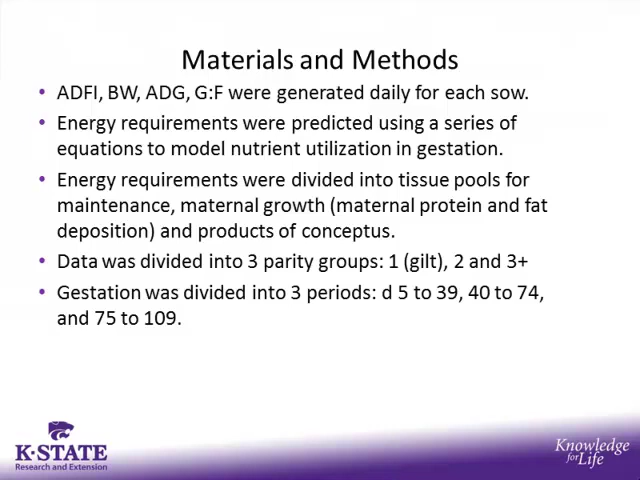 Materials and Methods
• ADFI, BW, ADG, G:F were generated daily for each sow.
• Energy requirements were predicted using a series of
equations to model nutrient utilization in gestation.
• Energy requirements were divided into tissue pools for
maintenance, maternal growth (maternal protein and fat
deposition) and products of conceptus.
• Data was divided into 3 parity groups: 1 (gilt), 2 and 3+
• Gestation was divided into 3 periods: d 5 to 39, 40 to 74,
and 75 to 109.
K-STATE
Research and Extension
Knowledge
for Life